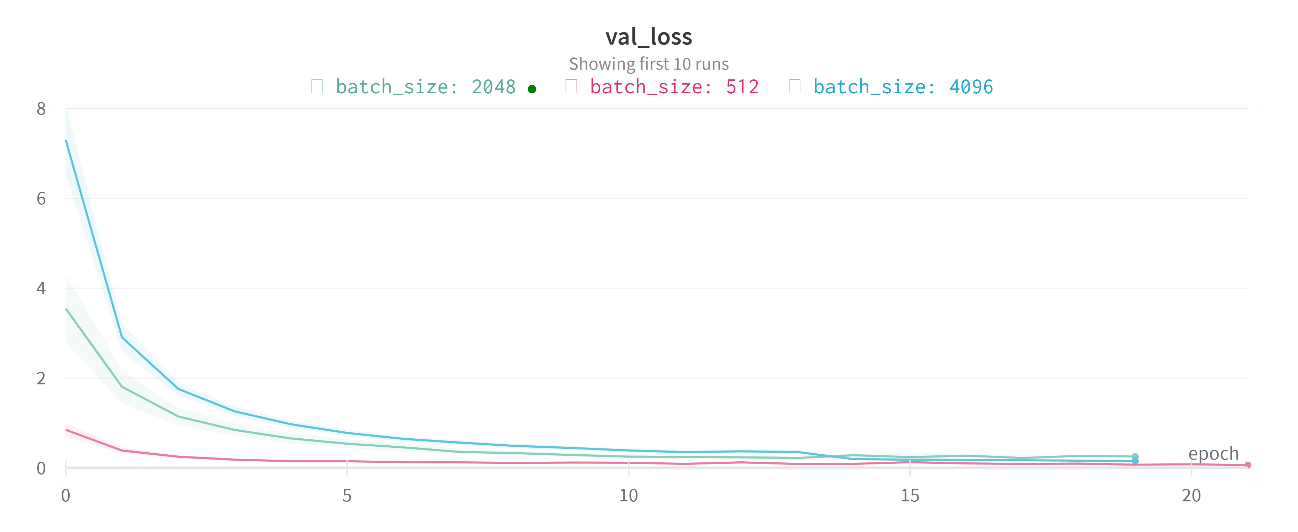 val_loss
Showing first 10 runs
batch_size: 2048 batch_size: 512 batch_size: 4096
8
6
4
2
0
epoch
0 5 10 15 20